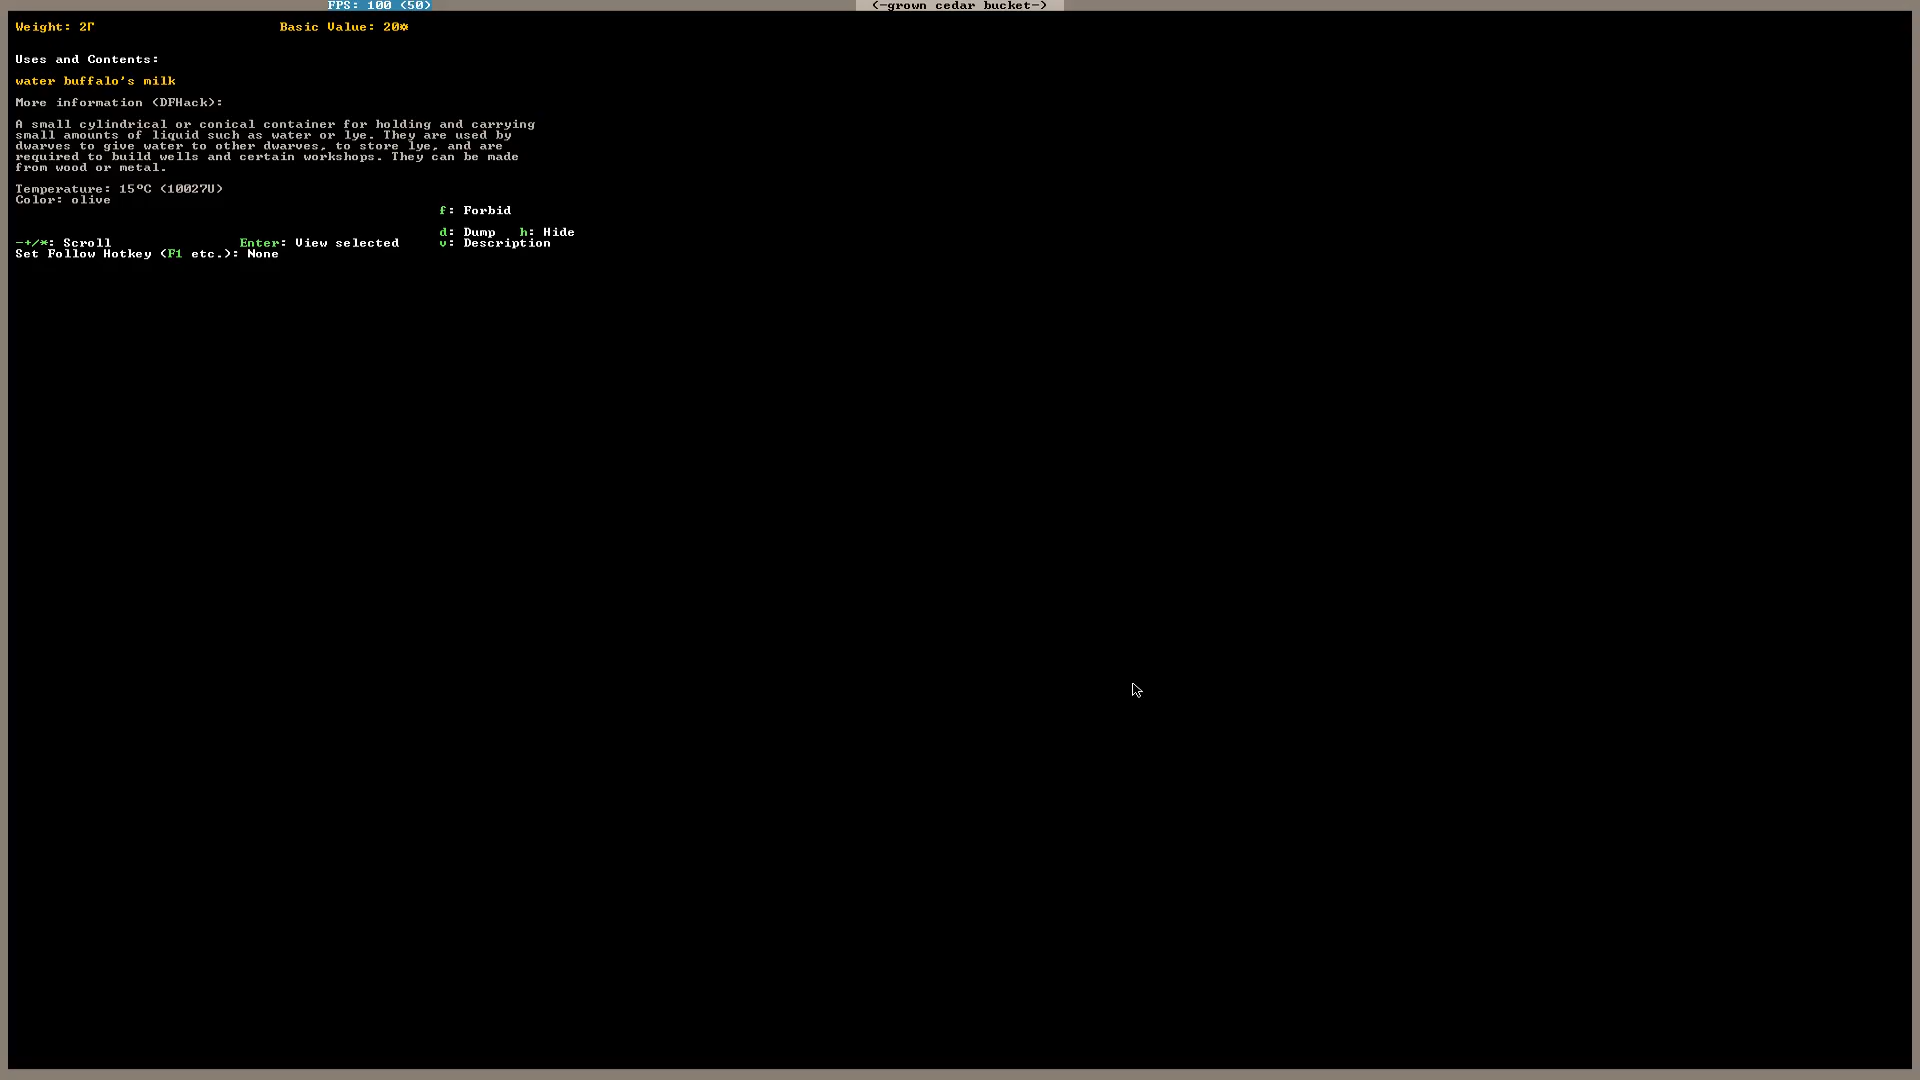 FPS: 100 (50) (-grown cedar bucket-)
Weight: 2Γ Basic Value: 20☼
Uses and Contents:
water buffalo's milk
More information (DFHack):
A small cylindrical or conical container for holding and carrying
small amounts of liquid such as water or lye. They are used by
dwarves to give water to other dwarves, to store lye, and are
required to build wells and certain workshops. They can be made
from wood or metal.
Temperature: 15°C (10027U)
Color: olive
f: Forbid
d: Dump h: Hide
-+/*: Scroll Enter: View selected v: Description
Set Follow Hotkey (F1 etc.): None